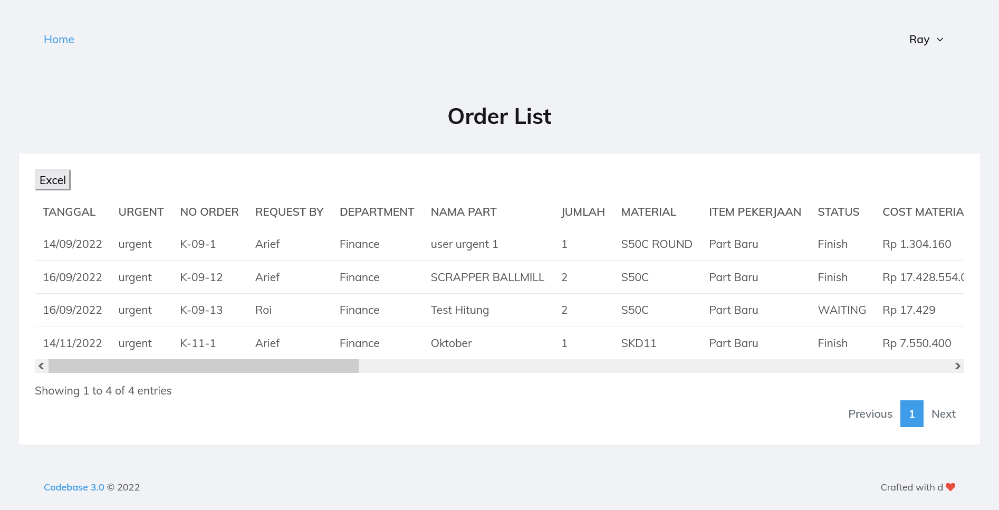 Home
Ray
Order List
Excel
TANGGAL URGENT NO ORDER REQUEST BY DEPARTMENT NAMA PART JUMLAH MATERIAL ITEM PEKERJAAN STATUS COST MATERIA
14/09/2022 urgent K-09-1 Arief Finance user urgent 1 1 S50C ROUND Part Baru Finish Rp 1.304.160
16/09/2022 urgent K-09-12 Arief Finance SCRAPPER BALLMILL 2 S50C Part Baru Finish Rp 17.428.554.0
16/09/2022 urgent K-09-13 Roi Finance Test Hitung 2 S50C Part Baru WAITING Rp 17.429
14/11/2022 urgent K-11-1 Arief Finance Oktober 1 SKD11 Part Baru Finish Rp 7.550.400
Showing 1 to 4 of 4 entries
Previous 1 Next
Codebase 3.0 © 2022
Crafted with d ❤